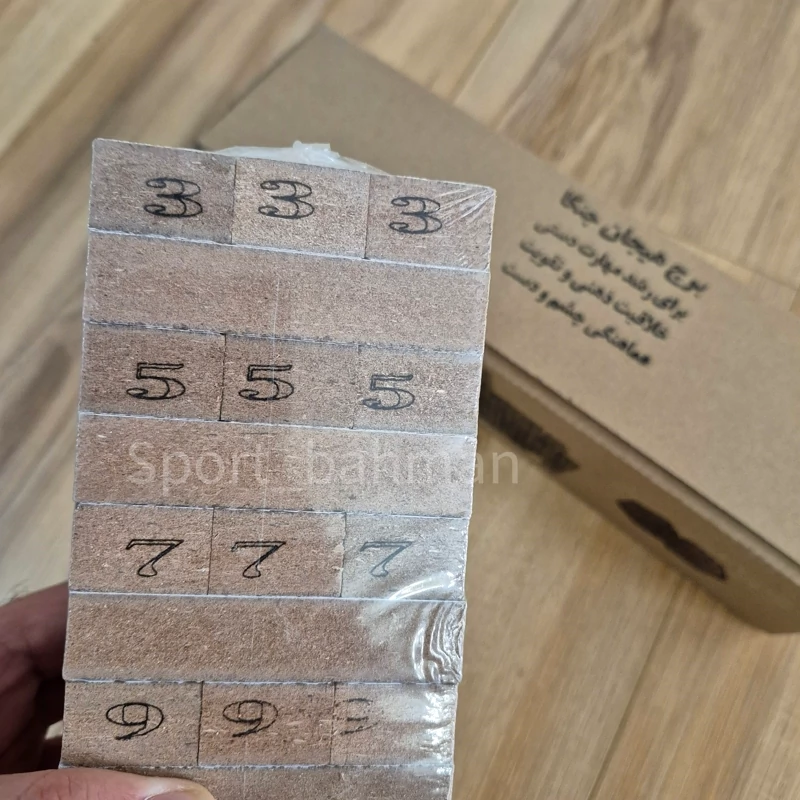 3 3 3
5 5 5
7 7 7
9 9
Sport bahman
برج هیجان جنگا
برای رشد مهارت دستی
خلاقیت ذهنی و تقویت
هماهنگی چشم و دست